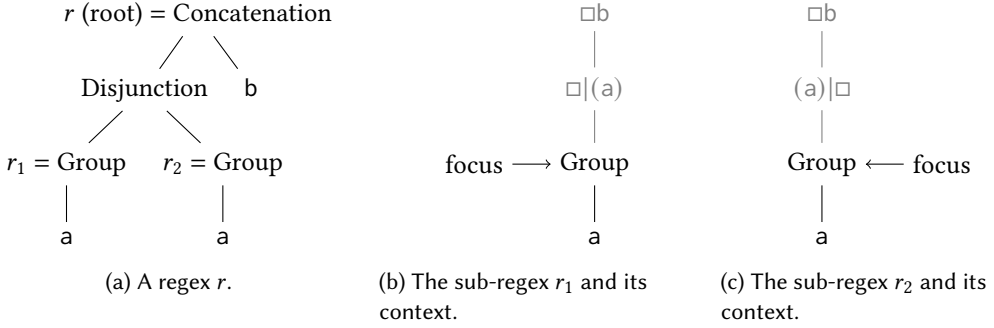 r (root) = Concatenation
Disjunction b
r₁ = Group r₂ = Group
a a
(a) A regex r.
□b
□|(a)
focus Group
a
(b) The sub-regex r₁ and its
context.
□b
(a)|□
Group focus
a
(c) The sub-regex r₂ and its
context.